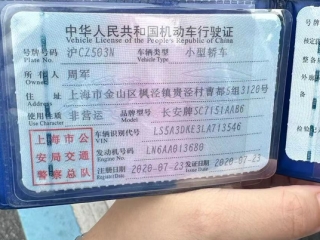 中华人民共和国机动车行驶证
Vehicle License of the People's Republic of China
号牌号码 沪CZ503N 车辆类型 小型轿车
Plate No. Vehicle Type
所有人 周军
Owner
住址 上海市金山区枫泾镇贵泾村曹都5组3120号
Address
使用性质 非营运 品牌型号 长安牌SC7151AAB6
Use Character Model
上海市公 车辆识别代号 LS5A3DKE3LA713546
安局交通 VIN
警察总队 发动机号码 LN6AA013680
Engine No.
注册日期 2020-07-23 发证日期 2020-07-23
Register Date Issue Date